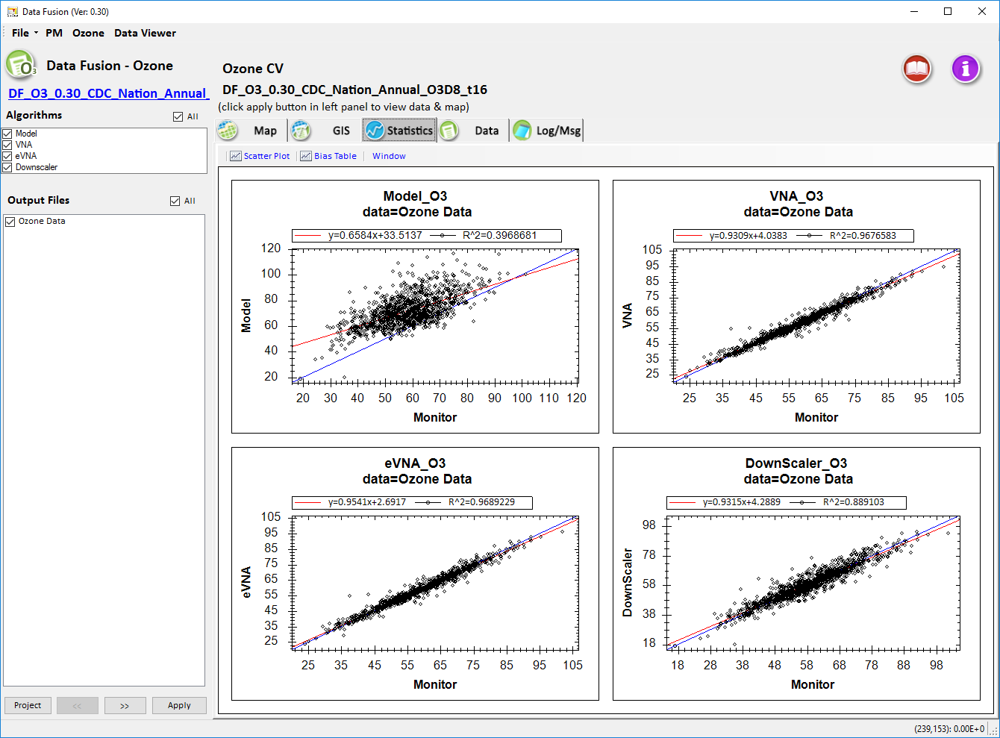 Data Fusion (Ver: 0.30)
File PM Ozone Data Viewer
Data Fusion - Ozone
DF_O3_0.30_CDC_Nation_Annual_
Algorithms
All
Model
VNA
eVNA
Downscaler
Output Files
All
Ozone Data
Project
<<
>>
Apply
Ozone CV
DF_O3_0.30_CDC_Nation_Annual_O3D8_t16
(click apply button in left panel to view data & map)
Map GIS Statistics Data Log/Msg
Scatter Plot Bias Table Window
Model_O3
data=Ozone Data
y=0.6584x+33.5137 R^2=0.3968681
120
100
80
60
40
20
Model
20 30 40 50 60 70 80 90 100 110 120
Monitor
VNA_O3
data=Ozone Data
y=0.9309x+4.0383 R^2=0.9676583
105
95
85
75
65
55
45
35
25
VNA
25 35 45 55 65 75 85 95 105
Monitor
eVNA_O3
data=Ozone Data
y=0.9541x+2.6917 R^2=0.9689229
105
95
85
75
65
55
45
35
25
eVNA
25 35 45 55 65 75 85 95 105
Monitor
DownScaler_O3
data=Ozone Data
y=0.9315x+4.2889 R^2=0.889103
98
78
58
38
18
DownScaler
18 28 38 48 58 68 78 88 98
Monitor
(239,153): 0.00E+0